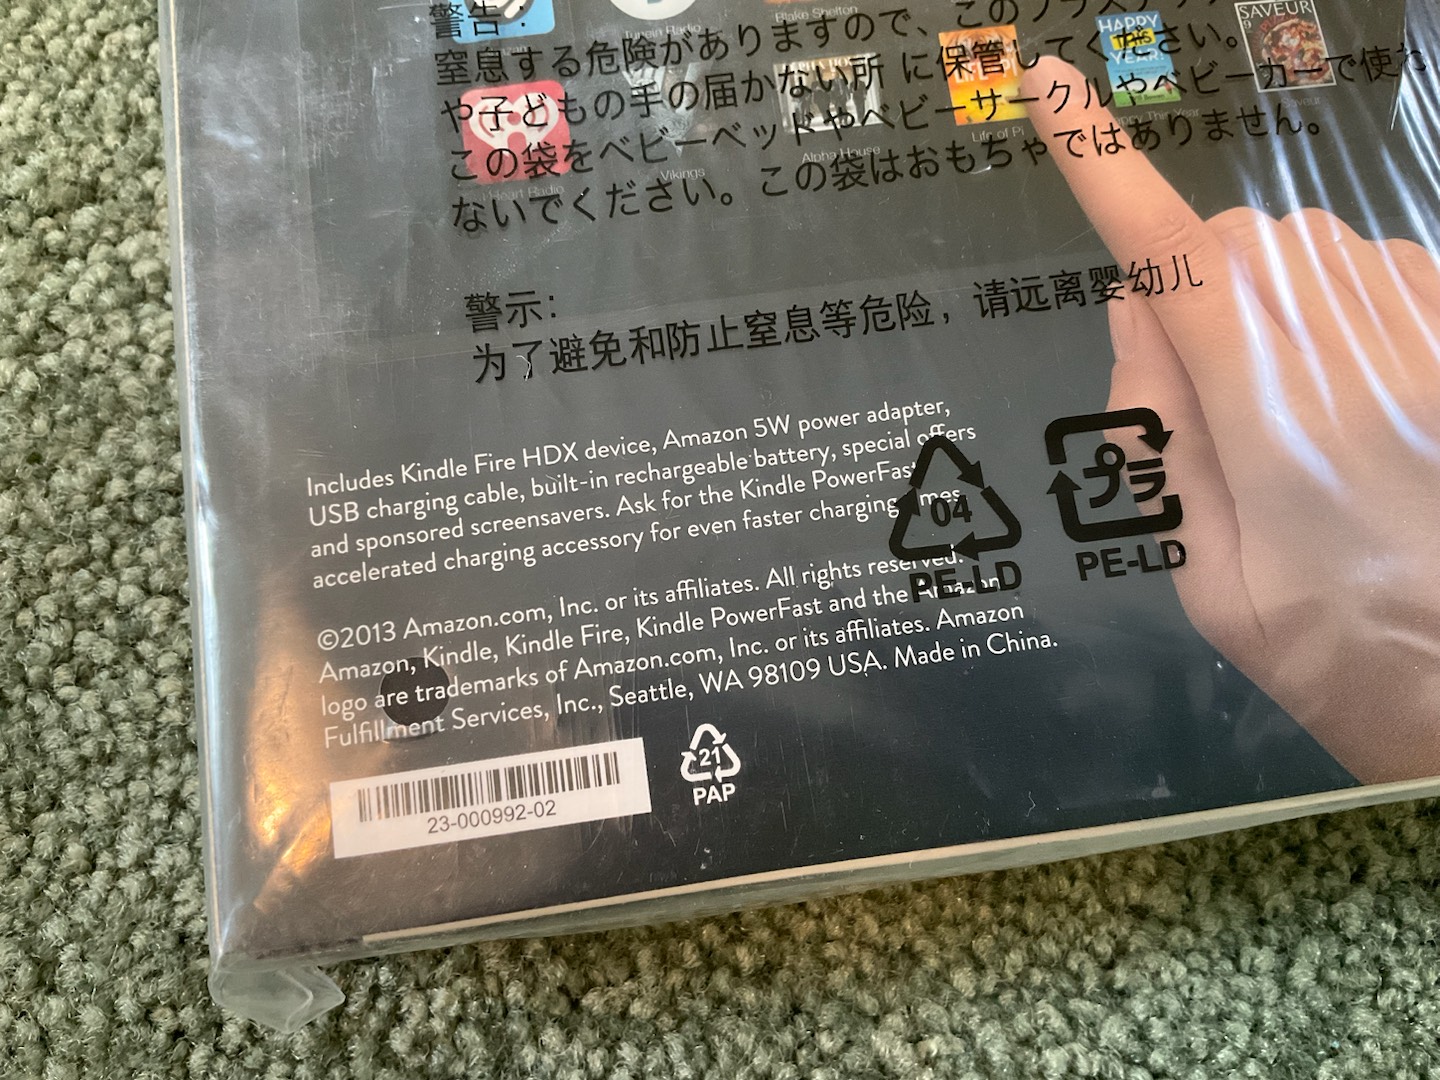 警告：
窒息する危険がありますので、このプラスチック
や子どもの手の届かない所 に保管してください。
この袋をベビーベッドやベビーサークルやベビーカーで使わ
ないでください。この袋はおもちゃではありません。
TuneIn Radio
Blake Shelton
SAVEUR
HAPPY
THIS
YEAR!
Heart Radio
Vikings
ALPHA HOUSE
Alpha House
Life of Pi
Happy This Year
Saveur
警示：
为了避免和防止窒息等危险，请远离婴幼儿
Includes Kindle Fire HDX device, Amazon 5W power adapter,
USB charging cable, built-in rechargeable battery, special offers
and sponsored screensavers. Ask for the Kindle PowerFast
accelerated charging accessory for even faster charging times.
04
PE-LD
プラ
PE-LD
©2013 Amazon.com, Inc. or its affiliates. All rights reserved.
Amazon, Kindle, Kindle Fire, Kindle PowerFast and the Amazon
logo are trademarks of Amazon.com, Inc. or its affiliates. Amazon
Fulfillment Services, Inc., Seattle, WA 98109 USA. Made in China.
23-000992-02
21
PAP